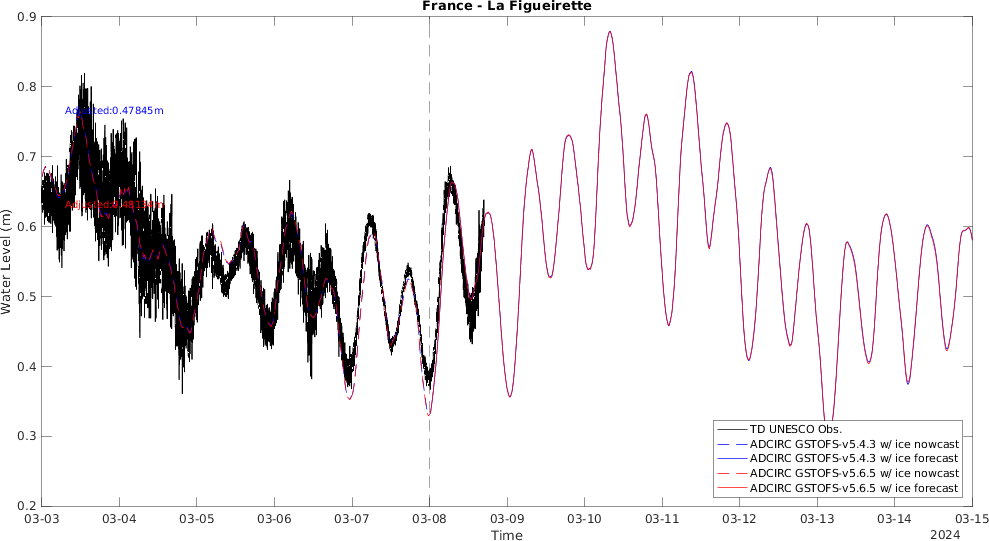 France - La Figueirette
0.9
0.8
0.7
0.6
0.5
0.4
0.3
0.2
Water Level (m)
Adjusted:0.47845m
03-03 03-04 03-05 03-06 03-07 03-08 03-09 03-10 03-11 03-12 03-13 03-14 03-15
Time
2024
TD UNESCO Obs.
ADCIRC GSTOFS-v5.4.3 w/ ice nowcast
ADCIRC GSTOFS-v5.4.3 w/ ice forecast
ADCIRC GSTOFS-v5.6.5 w/ ice nowcast
ADCIRC GSTOFS-v5.6.5 w/ ice forecast